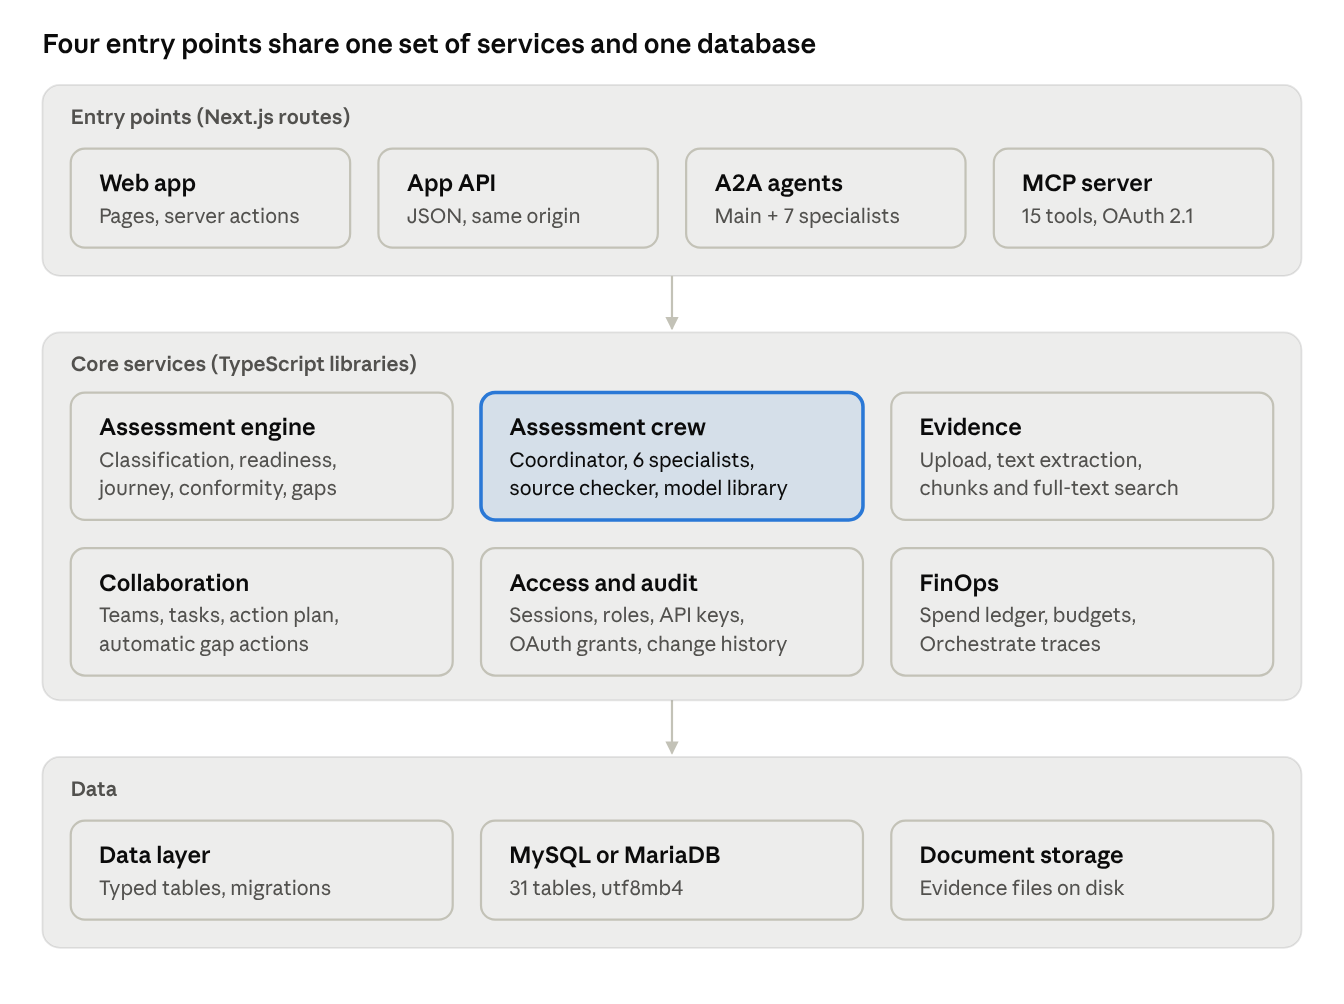 Four entry points share one set of services and one database
Entry points (Next.js routes)
Web app
Pages, server actions
App API
JSON, same origin
A2A agents
Main + 7 specialists
MCP server
15 tools, OAuth 2.1
Core services (TypeScript libraries)
Assessment engine
Classification, readiness,
journey, conformity, gaps
Assessment crew
Coordinator, 6 specialists,
source checker, model library
Evidence
Upload, text extraction,
chunks and full-text search
Collaboration
Teams, tasks, action plan,
automatic gap actions
Access and audit
Sessions, roles, API keys,
OAuth grants, change history
FinOps
Spend ledger, budgets,
Orchestrate traces
Data
Data layer
Typed tables, migrations
MySQL or MariaDB
31 tables, utf8mb4
Document storage
Evidence files on disk